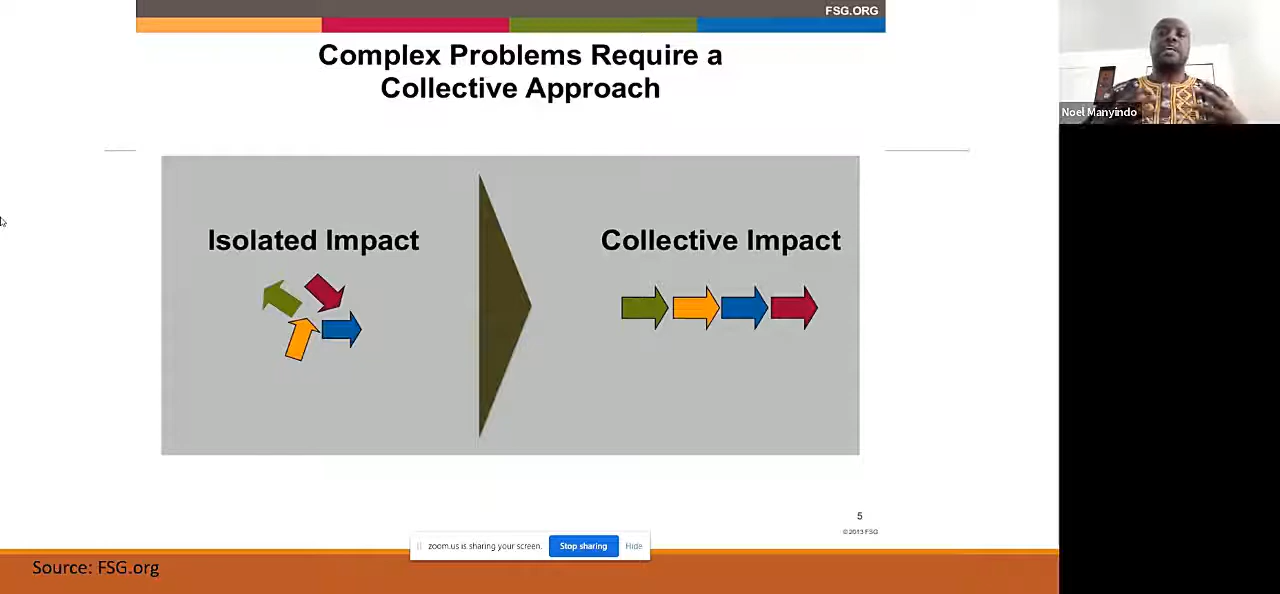 FSG.ORG
Complex Problems Require a
Collective Approach
Noel Manyindo
Isolated Impact
Collective Impact
5
© 2013 FSG
zoom.us is sharing your screen.
Stop sharing
Hide
Source: FSG.org